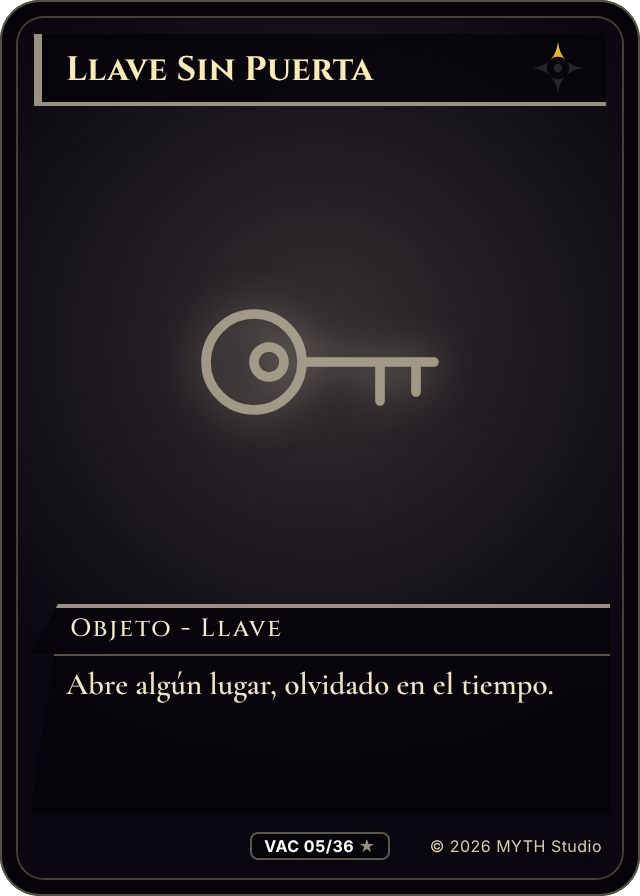 Llave Sin Puerta
Objeto - Llave
Abre algún lugar, olvidado en el tiempo.
VAC 05/36 ★
© 2026 MYTH Studio